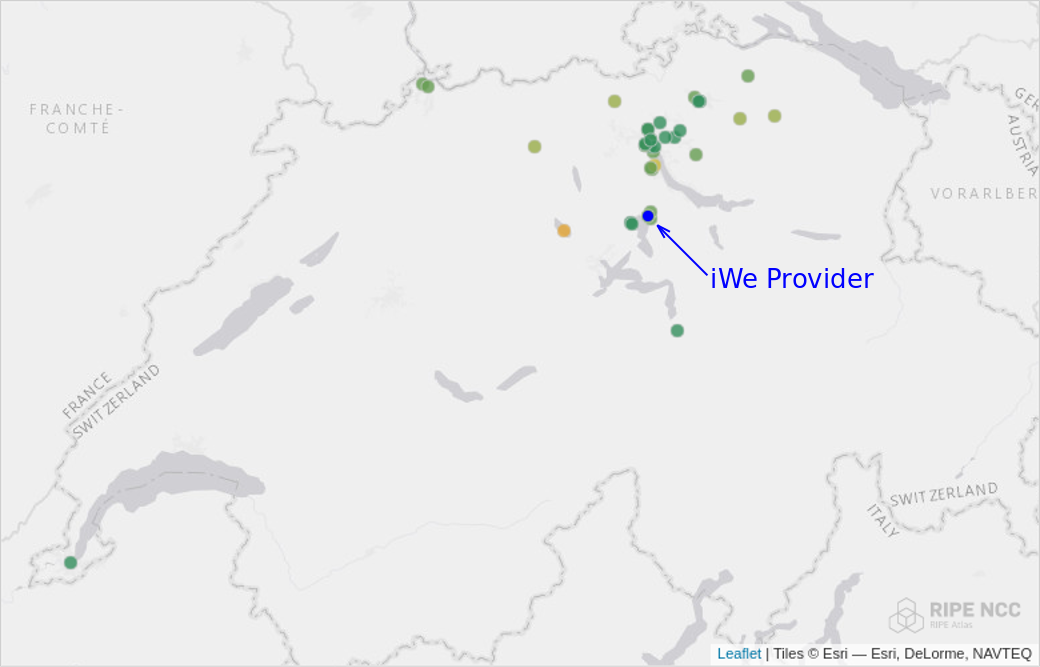 FRANCHE-
COMTÉ
GER
AUSTRIA
VORARLBER
iWe Provider
FRANCE
SWITZERLAND
SWITZERLAND
ITALY
RIPE NCC
RIPE Atlas
Leaflet | Tiles © Esri — Esri, DeLorme, NAVTEQ